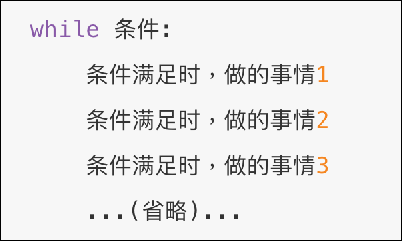 while 条件:
条件满足时，做的事情1
条件满足时，做的事情2
条件满足时，做的事情3
...(省略)...